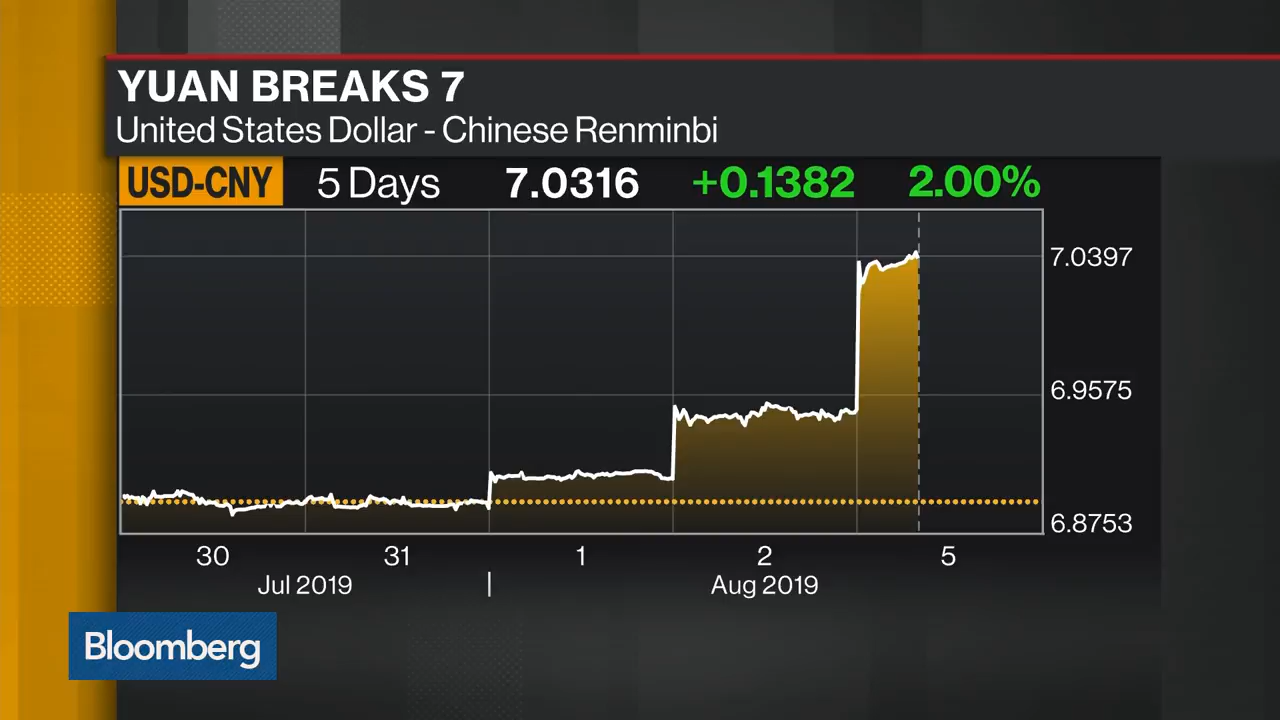 YUAN BREAKS 7
United States Dollar - Chinese Renminbi
USD-CNY 5 Days 7.0316 +0.1382 2.00%
7.0397
6.9575
6.8753
30 31 1 2 5
Jul 2019 | Aug 2019
Bloomberg